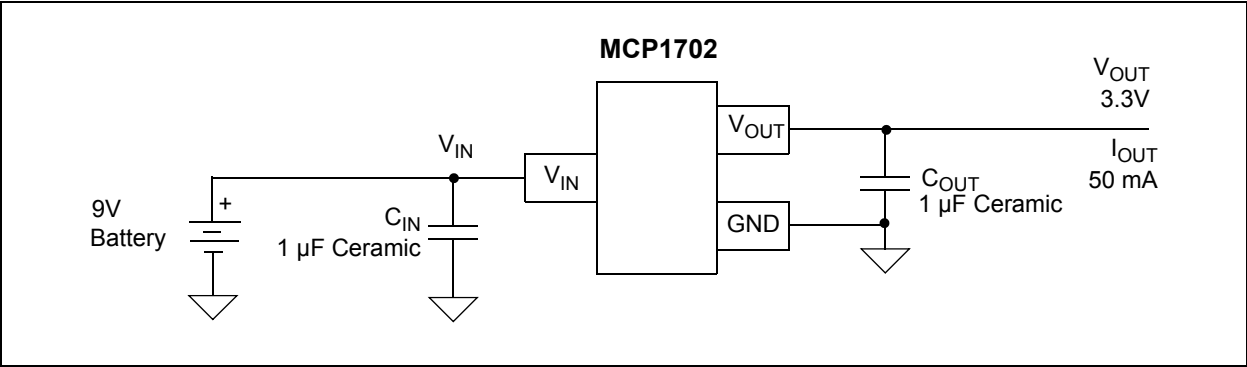 MCP1702
VOUT
3.3V
VOUT
VIN
IOUT
50 mA
VIN
COUT
1 µF Ceramic
9V
Battery
+
CIN
1 µF Ceramic
GND